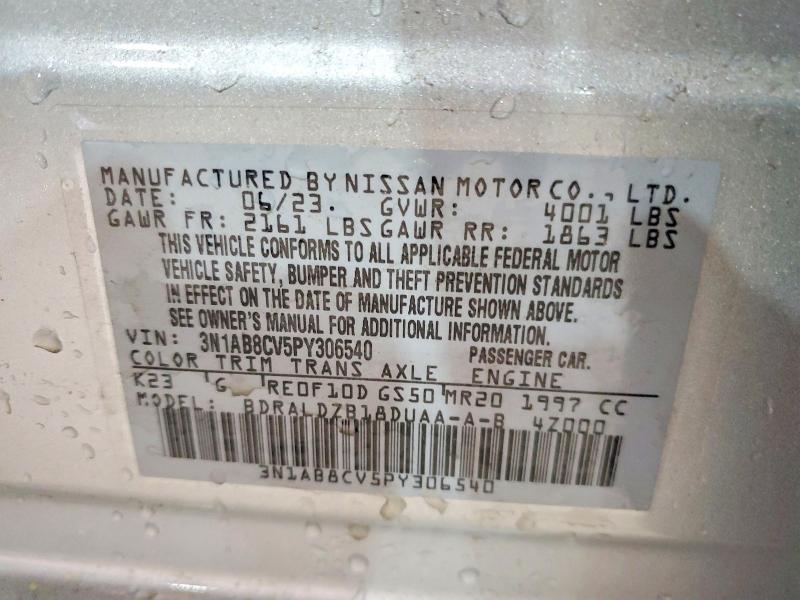 MANUFACTURED BY NISSAN MOTOR CO., LTD.
DATE: 06/23. GVWR: 4001 LBS
GAWR FR: 2161 LBS GAWR RR: 1863 LBS
THIS VEHICLE CONFORMS TO ALL APPLICABLE FEDERAL MOTOR
VEHICLE SAFETY, BUMPER AND THEFT PREVENTION STANDARDS
IN EFFECT ON THE DATE OF MANUFACTURE SHOWN ABOVE.
SEE OWNER'S MANUAL FOR ADDITIONAL INFORMATION.
VIN: 3N1AB8CV5PY306540 PASSENGER CAR.
COLOR TRIM TRANS AXLE ENGINE
K23 G RE0F10D GS50 MR20 1997 CC
MODEL: BDRALDZB18DUAA-A-B 4Z000
3N1AB8CV5PY306540